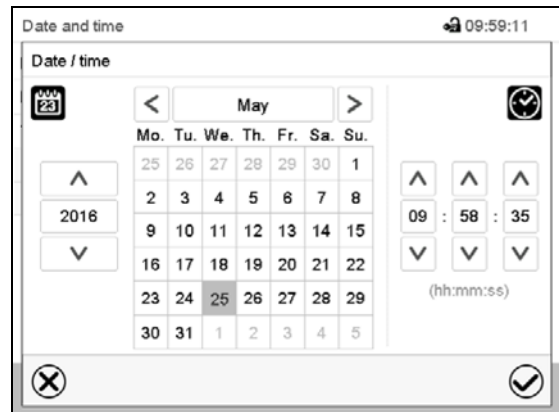 Date and time 09:59:11
Date / time
23
< May >
Mo. Tu. We. Th. Fr. Sa. Su.
25 26 27 28 29 30 1
2 3 4 5 6 7 8
2016 09 : 58 : 35
9 10 11 12 13 14 15
16 17 18 19 20 21 22
(hh:mm:ss)
23 24 25 26 27 28 29
30 31 1 2 3 4 5